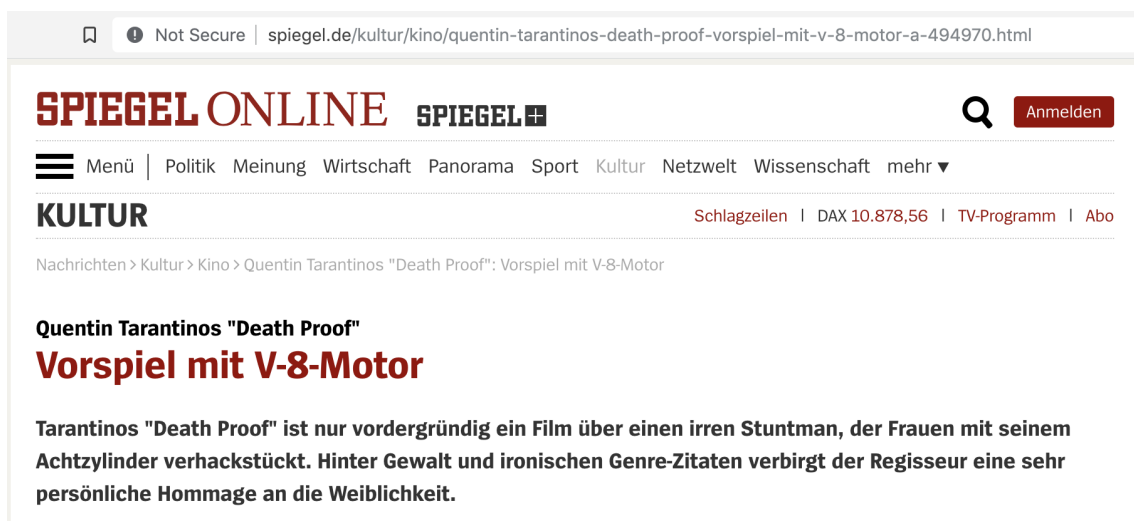 Not Secure | spiegel.de/kultur/kino/quentin-tarantinos-death-proof-vorspiel-mit-v-8-motor-a-494970.html
SPIEGEL ONLINE SPIEGEL+
Anmelden
Menü | Politik Meinung Wirtschaft Panorama Sport Kultur Netzwelt Wissenschaft mehr ▼
KULTUR
Schlagzeilen | DAX 10.878,56 | TV-Programm | Abo
Nachrichten > Kultur > Kino > Quentin Tarantinos "Death Proof": Vorspiel mit V-8-Motor
Quentin Tarantinos "Death Proof"
Vorspiel mit V-8-Motor
Tarantinos "Death Proof" ist nur vordergründig ein Film über einen irren Stuntman, der Frauen mit seinem
Achtzylinder verhackstückt. Hinter Gewalt und ironischen Genre-Zitaten verbirgt der Regisseur eine sehr
persönliche Hommage an die Weiblichkeit.